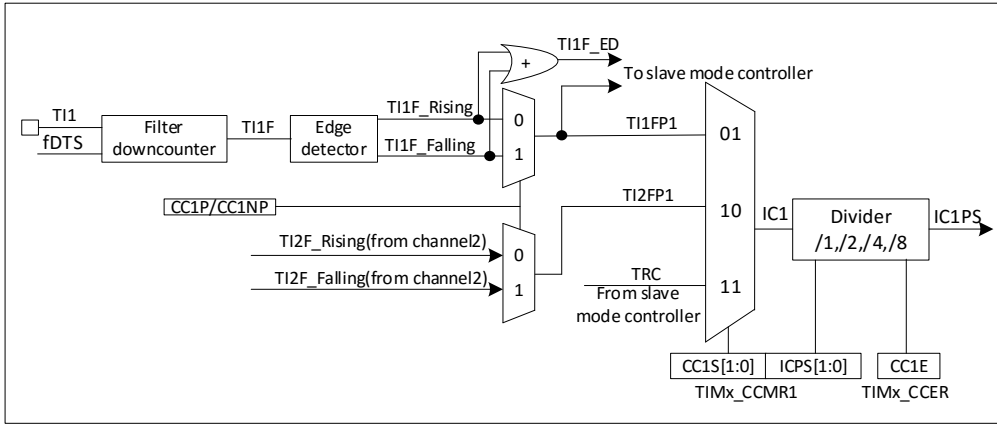 TI1F_ED
+
To slave mode controller
TI1
fDTS
Filter
downcounter
TI1F
Edge
detector
TI1F_Rising
TI1F_Falling
0
1
TI1FP1
01
CC1P/CC1NP
TI2FP1
10
IC1
Divider
/1,/2,/4,/8
IC1PS
TI2F_Rising(from channel2)
TI2F_Falling(from channel2)
0
1
TRC
From slave
mode controller
11
CC1S[1:0]
ICPS[1:0]
CC1E
TIMx_CCMR1
TIMx_CCER